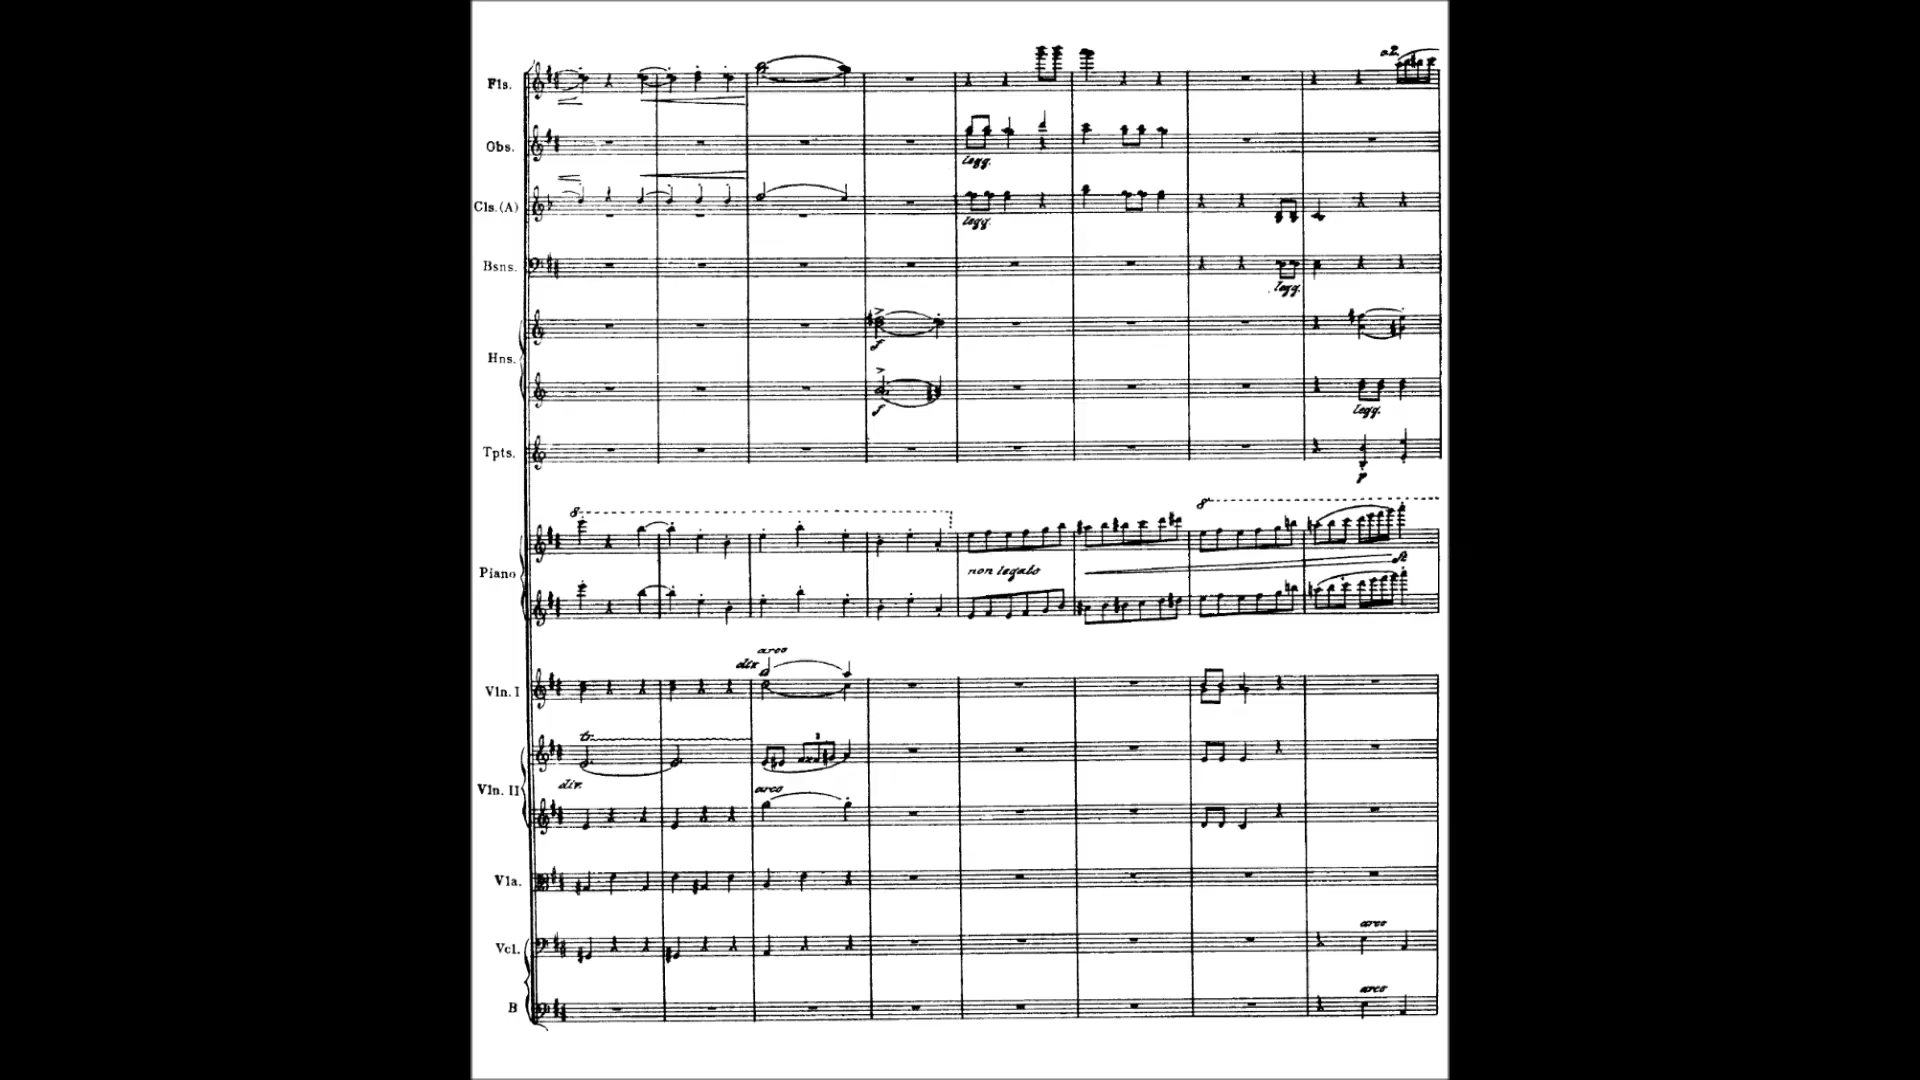 a2.
Fls.
Obs.
legg.
Cls.(A)
legg.
Bsns.
legg.
f
Hns.
f
legg.
Tpts.
p
8
8
Piano
non legato
arco
div.
Vln. I
tr
3
div.
arco
Vln. II
Vla.
arco
Vcl.
arco
B